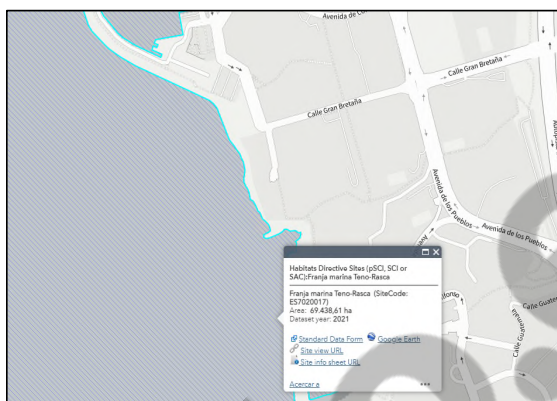 Avenida de
Calle Gran Bretaña
Calle Gran Bretaña
Avenida de los Pueblos
Avenida de los Pueblos
Habitats Directive Sites (pSCI, SCI or
SAC):Franja marina Teno-Rasca
Franja marina Teno-Rasca (SiteCode:
ES7020017)
Area: 69.438,61 ha
Dataset year: 2021
Standard Data Form Google Earth
Site view URL
Site info sheet URL
Acercar a